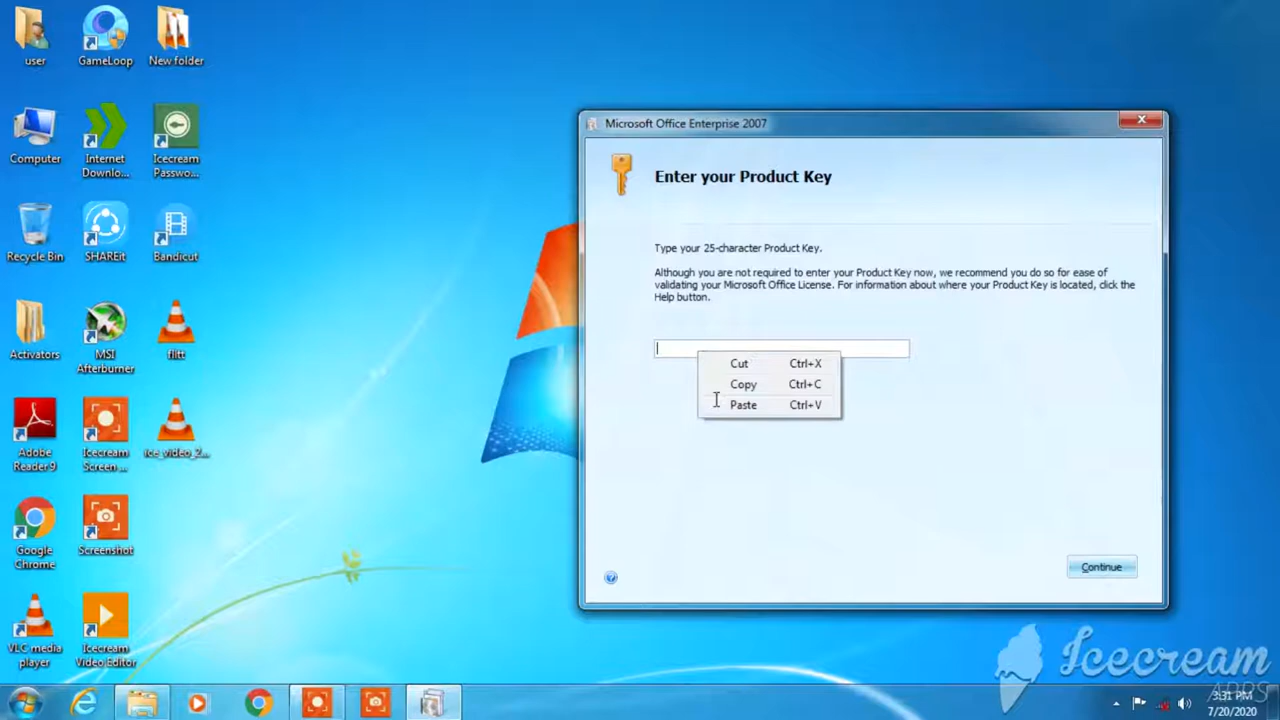 user
GameLoop
New folder
Computer
Internet
Downlo...
Icecream
Passwo...
Recycle Bin
SHAREit
Bandicut
Activators
MSI
Afterburner
flitt
Adobe
Reader 9
Icecream
Screen ...
ice_video_2...
Google
Chrome
Screenshot
VLC media
player
Icecream
Video Editor
Microsoft Office Enterprise 2007
Enter your Product Key
Type your 25-character Product Key.
Although you are not required to enter your Product Key now, we recommend you do so for ease of
validating your Microsoft Office License. For information about where your Product Key is located, click the
Help button.
Cut Ctrl+X
Copy Ctrl+C
Paste Ctrl+V
Continue
Icecream
APPS
3:31 PM
7/20/2020